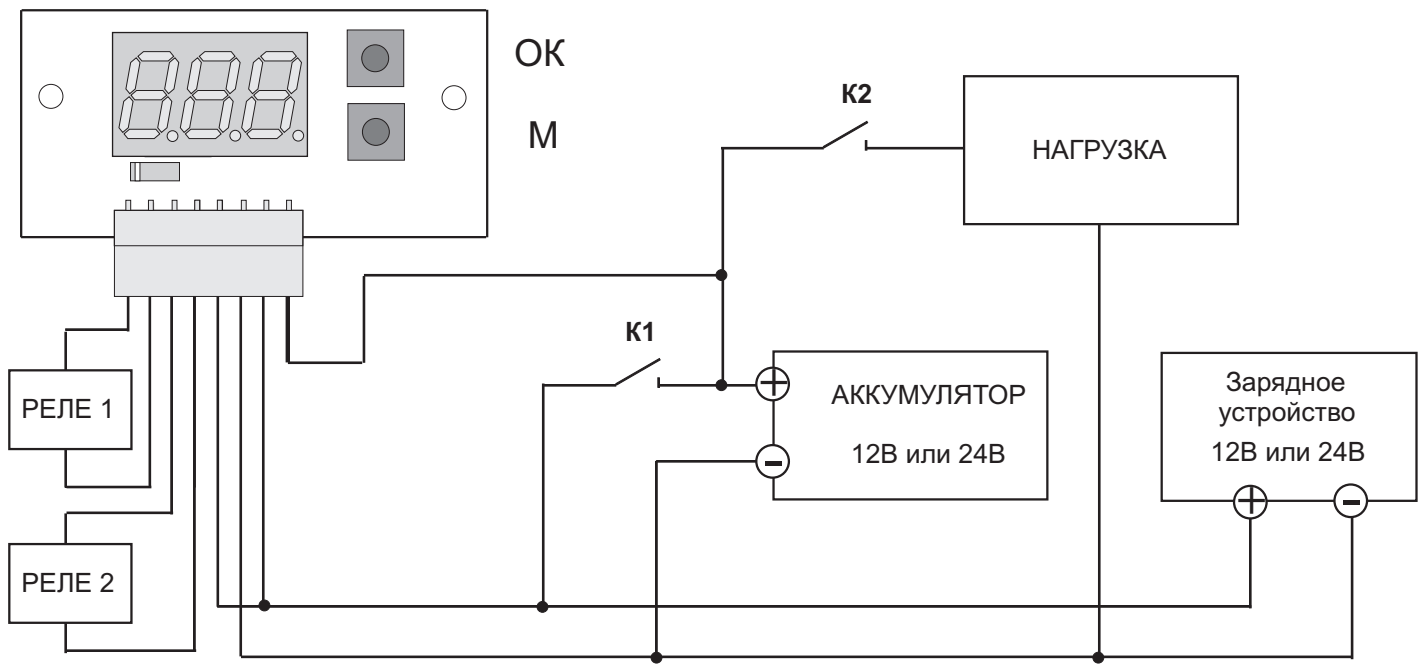 ОК
М
К2
НАГРУЗКА
К1
РЕЛЕ 1
АККУМУЛЯТОР
12В или 24В
Зарядное
устройство
12В или 24В
РЕЛЕ 2